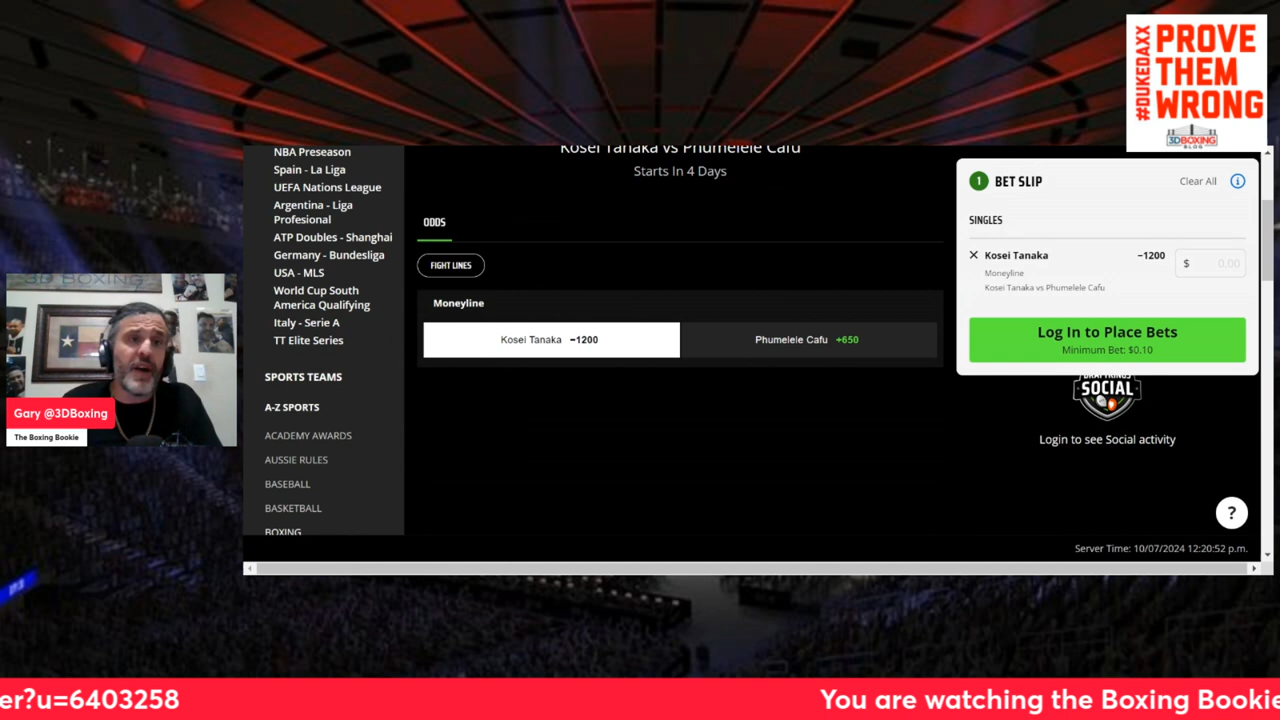 #DUKEDAXX
PROVE
THEM
WRONG
3DBOXING
BLOG
NBA Preseason
Spain - La Liga
UEFA Nations League
Argentina - Liga
Profesional
ATP Doubles - Shanghai
Germany - Bundesliga
USA - MLS
World Cup South
America Qualifying
Italy - Serie A
TT Elite Series
SPORTS TEAMS
A-Z SPORTS
ACADEMY AWARDS
AUSSIE RULES
BASEBALL
BASKETBALL
BOXING
Kosei Tanaka vs Phumelele Cafu
Starts In 4 Days
ODDS
FIGHT LINES
Moneyline
Kosei Tanaka −1200
Phumelele Cafu +650
1 BET SLIP Clear All i
SINGLES
X Kosei Tanaka −1200 $ 0.00
Moneyline
Kosei Tanaka vs Phumelele Cafu
Log In to Place Bets
Minimum Bet: $0.10
DRAFTKINGS
SOCIAL
Login to see Social activity
?
Server Time: 10/07/2024 12:20:52 p.m.
3D BOXING
Gary @3DBoxing
The Boxing Bookie
er?u=6403258
You are watching the Boxing Bookie